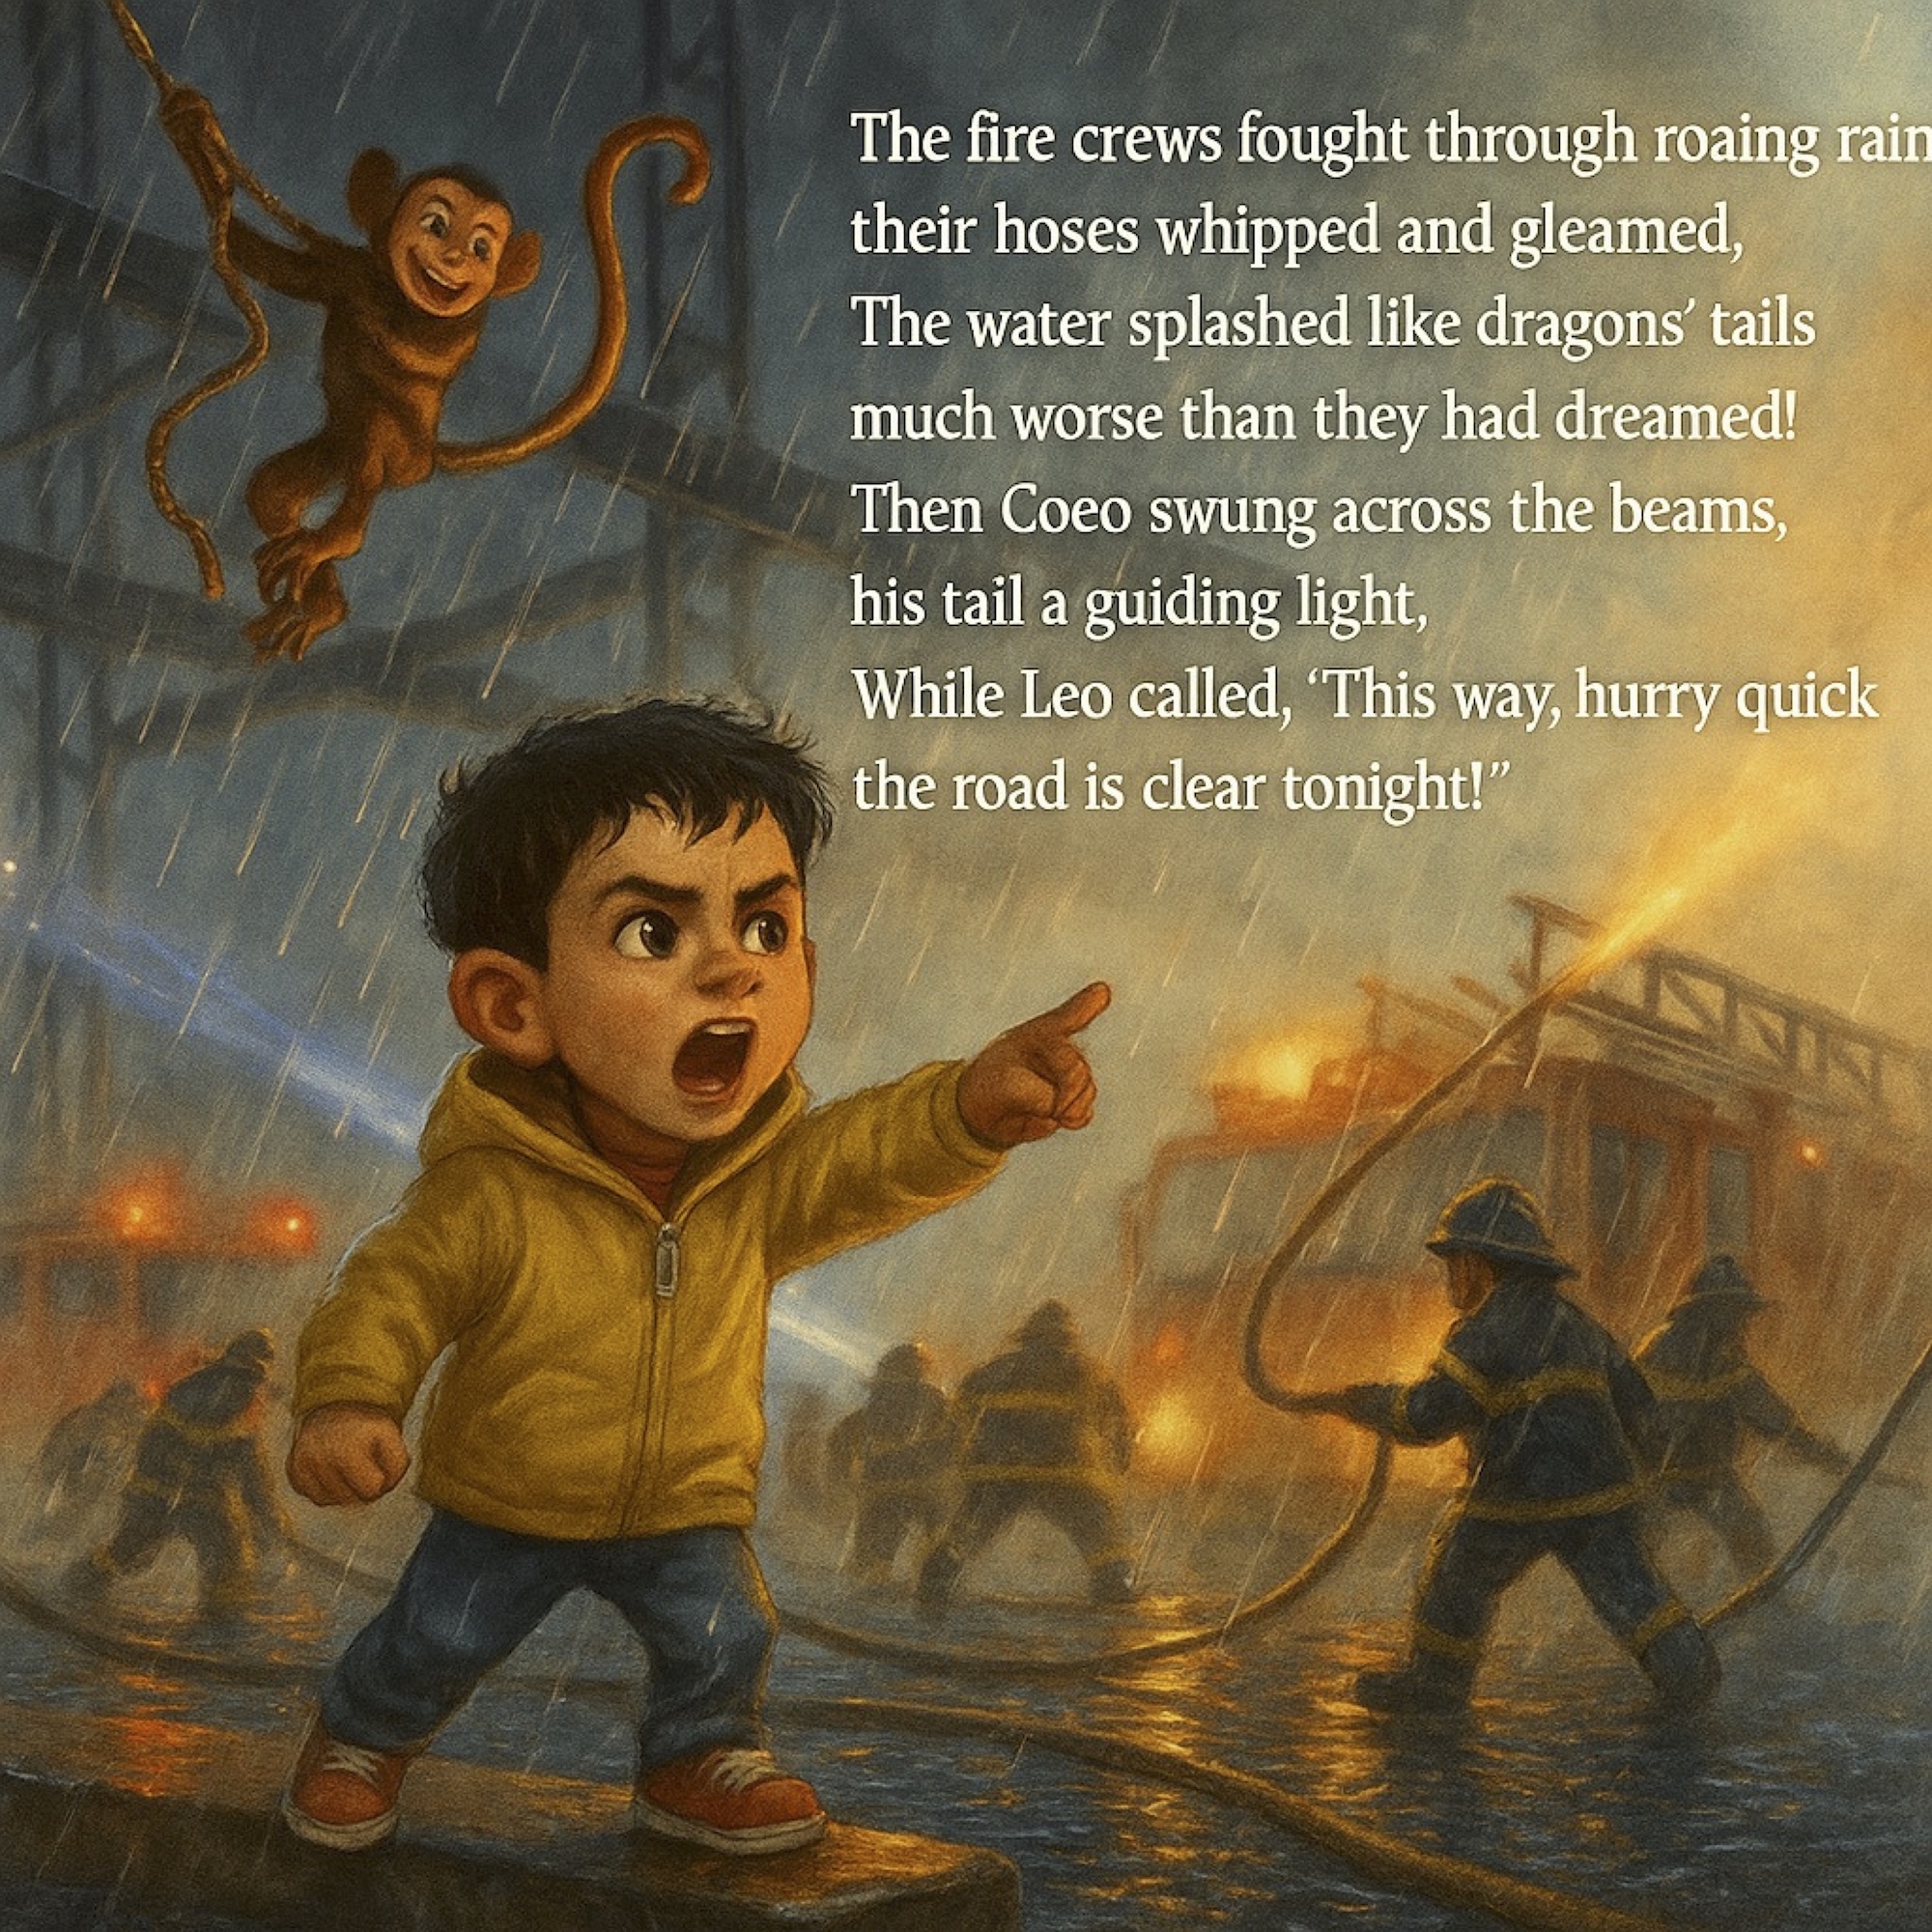 The fire crews fought through roaing rain
their hoses whipped and gleamed,
The water splashed like dragons’ tails
much worse than they had dreamed!
Then Coeo swung across the beams,
his tail a guiding light,
While Leo called, ‘This way, hurry quick
the road is clear tonight!”